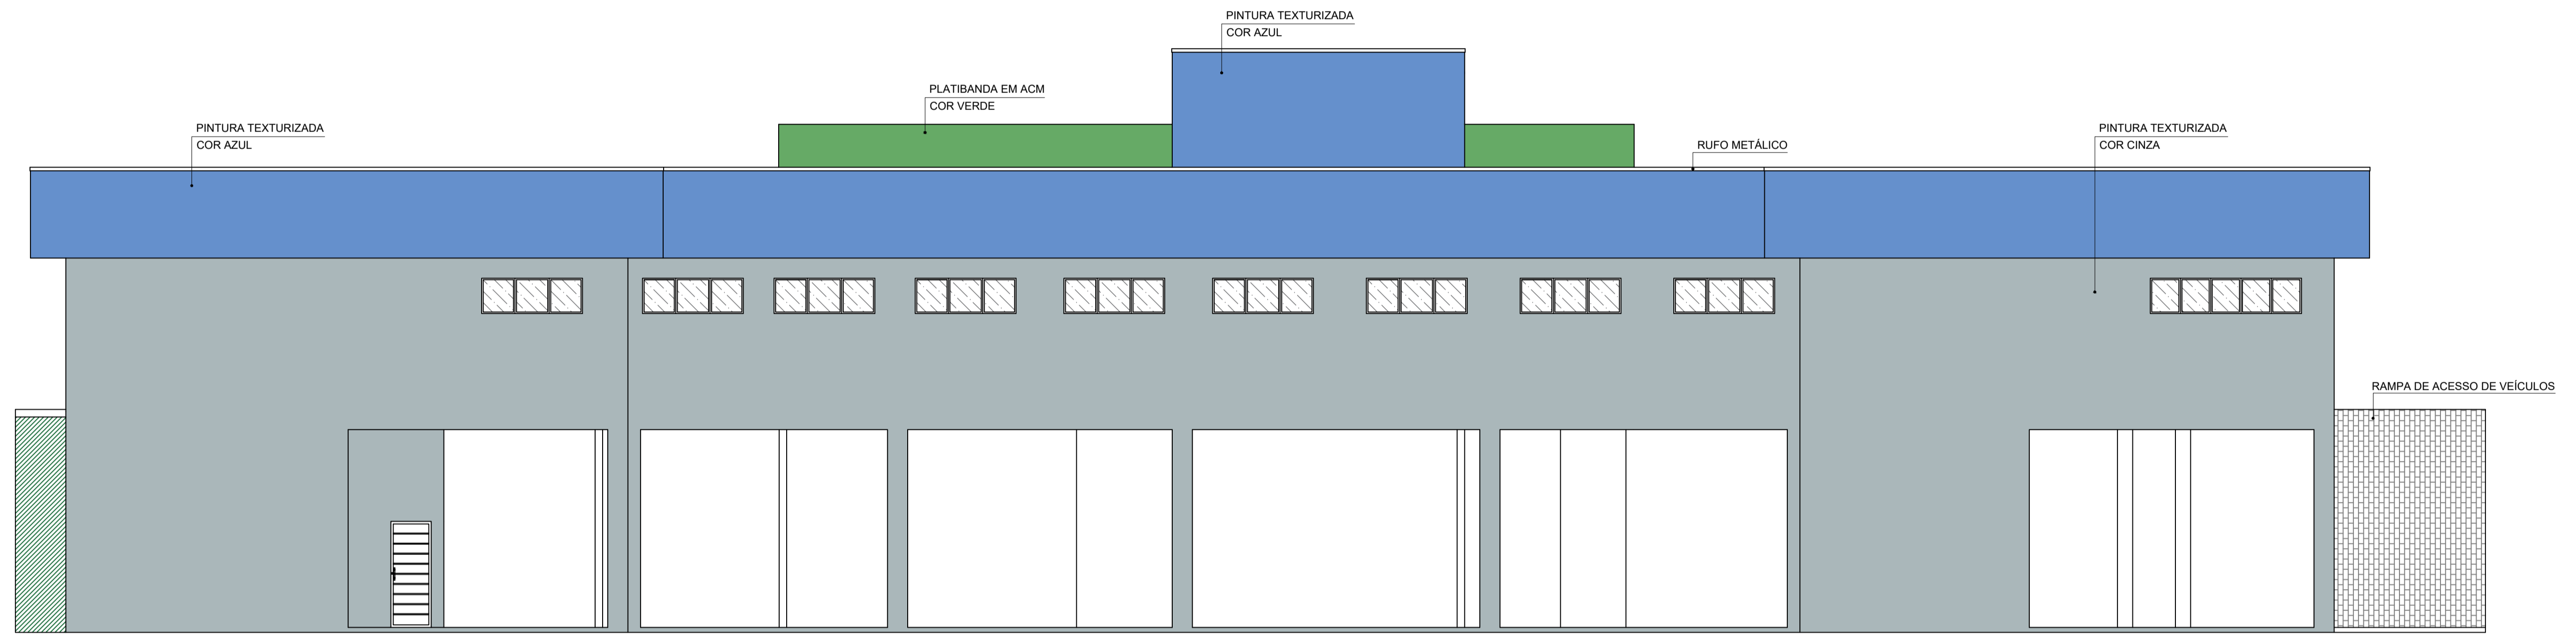 PINTURA TEXTURIZADA
COR AZUL
PLATIBANDA EM ACM
COR VERDE
PINTURA TEXTURIZADA
COR AZUL
PINTURA TEXTURIZADA
COR CINZA
RUFO METÁLICO
RAMPA DE ACESSO DE VEÍCULOS